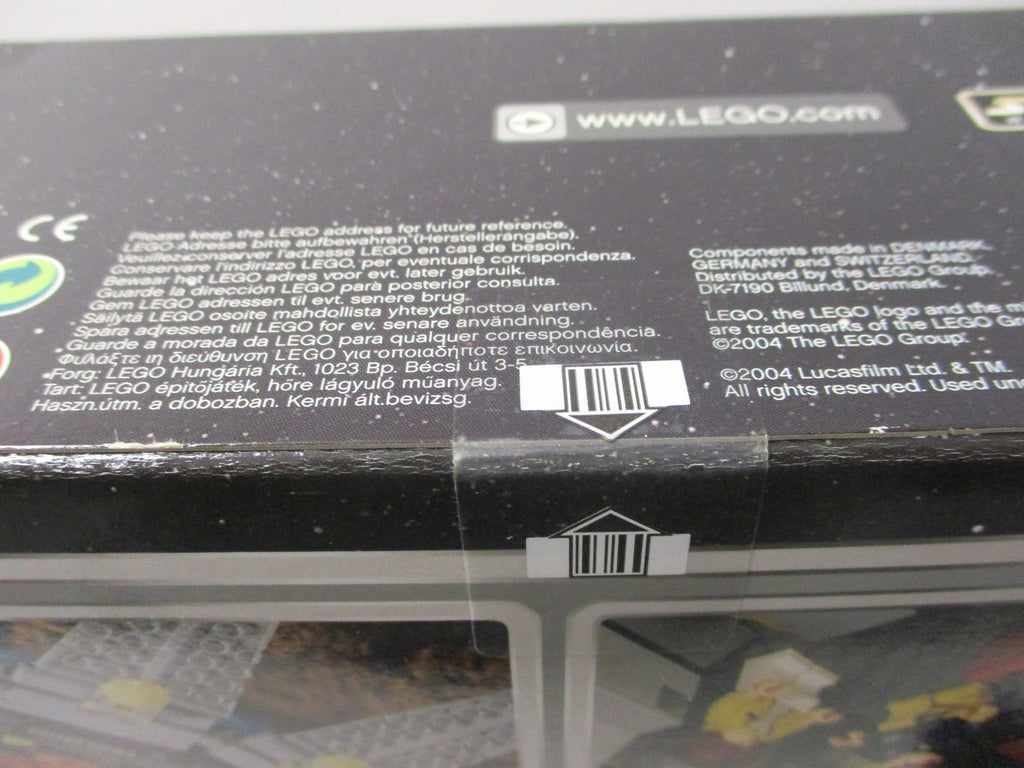 www.LEGO.com
CE
Please keep the LEGO address for future reference.
LEGO Adresse bitte aufbewahren (Herstellerangabe).
Veuillez conserver l'adresse LEGO en cas de besoin.
Conservare l'indirizzo LEGO per eventuale corrispondenza.
Bewaar het LEGO adres voor evt. later gebruik.
Guarde la dirección LEGO para posterior consulta.
Gem LEGO adressen til evt. senere brug.
Säilytä LEGO osoite mahdollista yhteydenottoa varten.
Spara adressen till LEGO for ev. senare användning.
Guarde a morada da LEGO para qualquer correspondência.
Φυλάξτε τη διεύθυνση LEGO για οποιαδήποτε επικοινωνία.
Forg: LEGO Hungária Kft., 1023 Bp. Bécsi út 3-5.
Tart: LEGO építőjáték, hőre lágyuló műanyag.
Haszn.útm. a dobozban. Kermi ált.bevizsg.
Components made in DENMARK,
GERMANY and SWITZERLAND.
Distributed by the LEGO Group,
DK-7190 Billund, Denmark.
LEGO, the LEGO logo and the
are trademarks of the LEGO
©2004 The LEGO Group.
©2004 Lucasfilm Ltd. & TM.
All rights reserved. Used